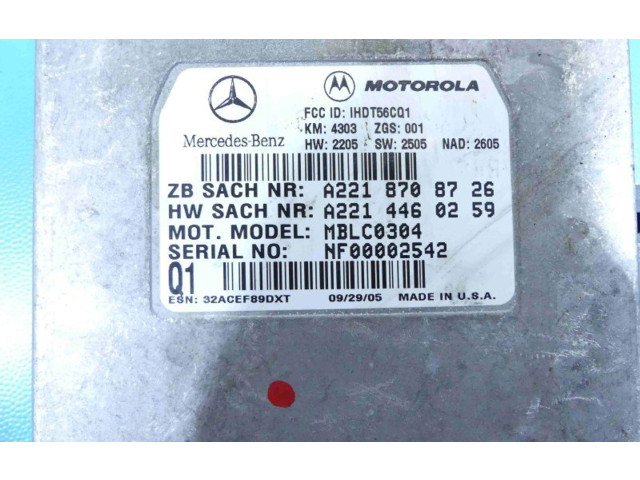 MOTOROLA
Mercedes-Benz
FCC ID: IHDT56CQ1
KM: 4303 ZGS: 001
HW: 2205 SW: 2505 NAD: 2605
ZB SACH NR: A221 870 87 26
HW SACH NR: A221 446 02 59
MOT. MODEL: MBLC0304
SERIAL NO: NF00002542
Q1
ESN: 32ACEF89DXT 09/29/05 MADE IN U.S.A.